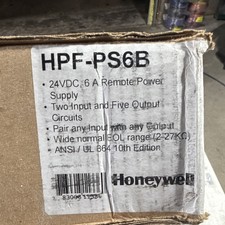 HPF-PS6B
• 24VDC, 6 A Remote Power
Supply
• Two Input and Five Output
Circuits
• Pair any Input with any Output
• Wide normal EOL range (2-27KΩ)
• ANSI / UL 864 10th Edition
Honeywell